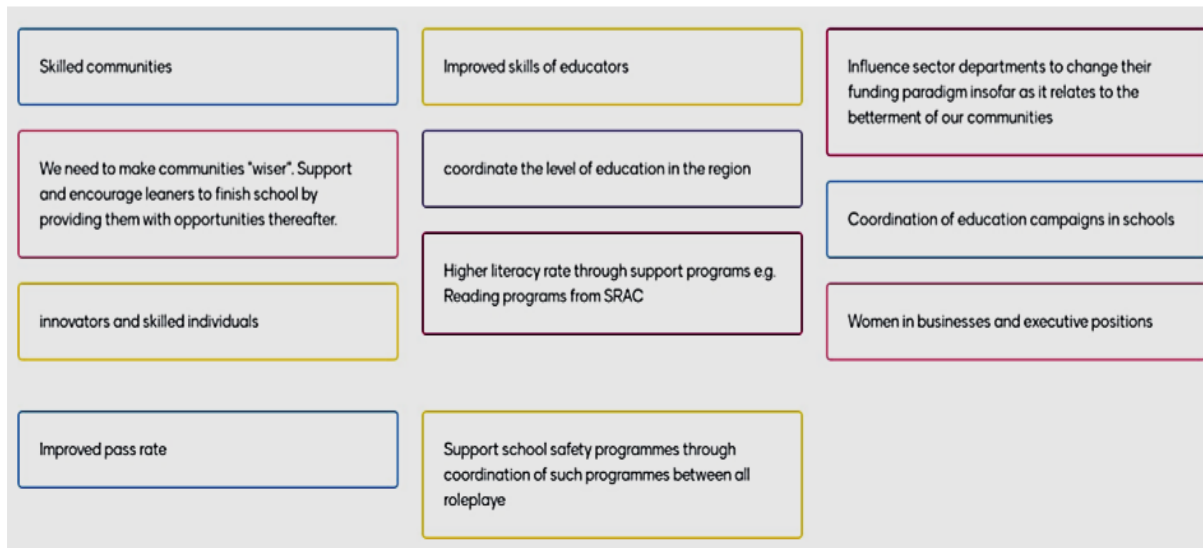 Skilled communities
We need to make communities "wiser". Support
and encourage leaners to finish school by
providing them with opportunities thereafter.
innovators and skilled individuals
Improved pass rate
Improved skills of educators
coordinate the level of education in the region
Higher literacy rate through support programs e.g.
Reading programs from SRAC
Support school safety programmes through
coordination of such programmes between all
roleplaye
Influence sector departments to change their
funding paradigm insofar as it relates to the
betterment of our communities
Coordination of education campaigns in schools
Women in businesses and executive positions